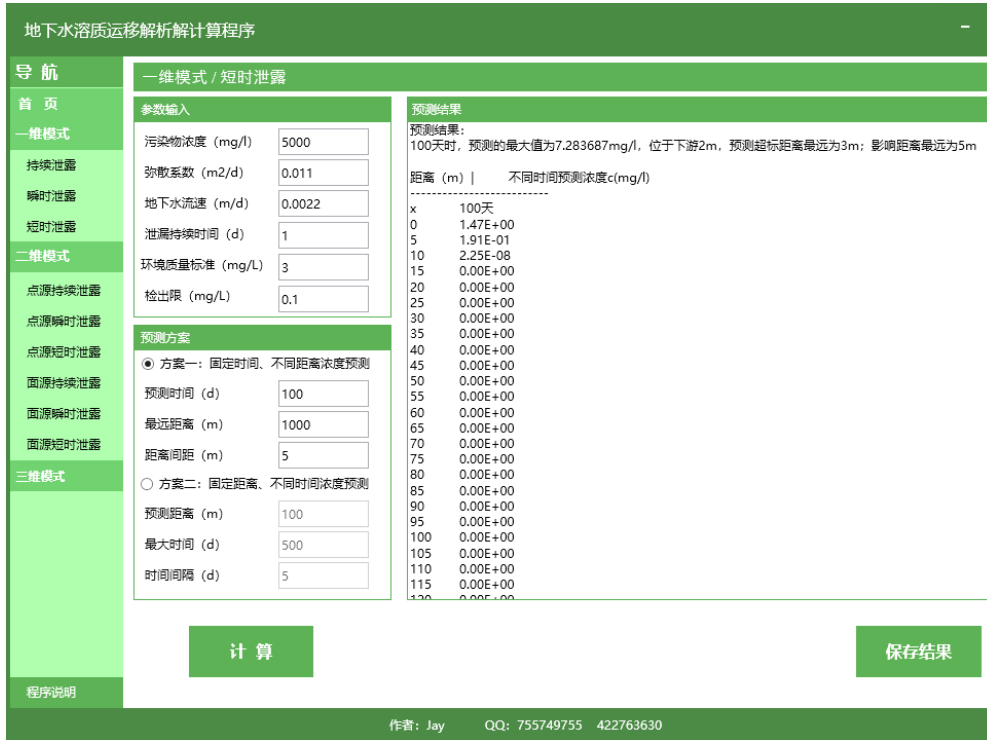 地下水溶质运移解析解计算程序
导 航
首 页
一维模式
持续泄露
瞬时泄露
短时泄露
二维模式
点源持续泄露
点源瞬时泄露
点源短时泄露
面源持续泄露
面源瞬时泄露
面源短时泄露
三维模式
程序说明
一维模式 / 短时泄露
参数输入
污染物浓度（mg/l） 5000
弥散系数（m2/d） 0.011
地下水流速（m/d） 0.0022
泄漏持续时间（d） 1
环境质量标准（mg/L） 3
检出限（mg/L） 0.1
预测方案
方案一：固定时间、不同距离浓度预测
预测时间（d） 100
最远距离（m） 1000
距离间距（m） 5
方案二：固定距离、不同时间浓度预测
预测距离（m） 100
最大时间（d） 500
时间间隔（d） 5
计 算
预测结果
预测结果：
100天时，预测的最大值为7.283687mg/l，位于下游2m，预测超标距离最远为3m；影响距离最远为5m
距离（m）| 不同时间预测浓度c(mg/l)
--------------------------
x 100天
0 1.47E+00
5 1.91E-01
10 2.25E-08
15 0.00E+00
20 0.00E+00
25 0.00E+00
30 0.00E+00
35 0.00E+00
40 0.00E+00
45 0.00E+00
50 0.00E+00
55 0.00E+00
60 0.00E+00
65 0.00E+00
70 0.00E+00
75 0.00E+00
80 0.00E+00
85 0.00E+00
90 0.00E+00
95 0.00E+00
100 0.00E+00
105 0.00E+00
110 0.00E+00
115 0.00E+00
120 0.00E+00
保存结果
作者：Jay QQ：755749755 422763630